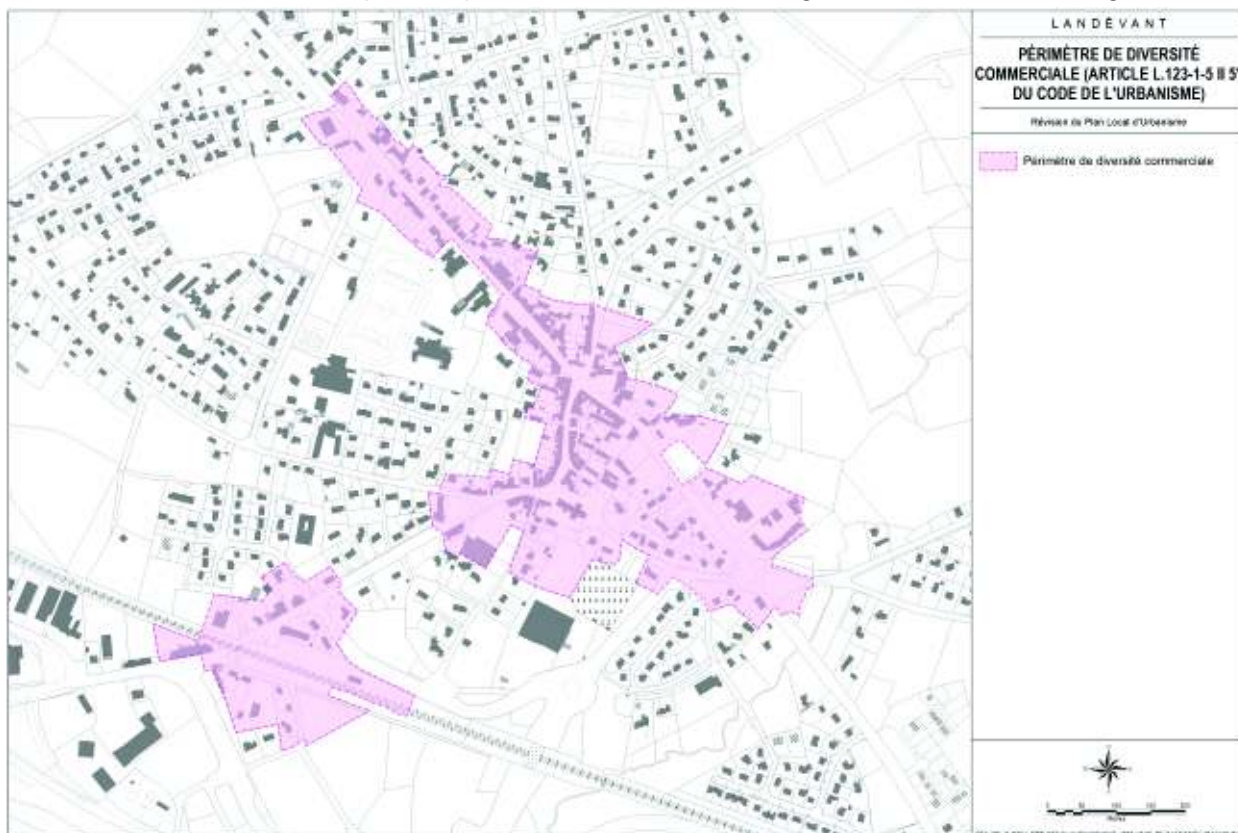 LANDÉVANT
PÉRIMÈTRE DE DIVERSITÉ
COMMERCIALE (ARTICLE L.123-1-5 II 5°
DU CODE DE L'URBANISME)
Révision du Plan Local d'Urbanisme
Périmètre de diversité commerciale